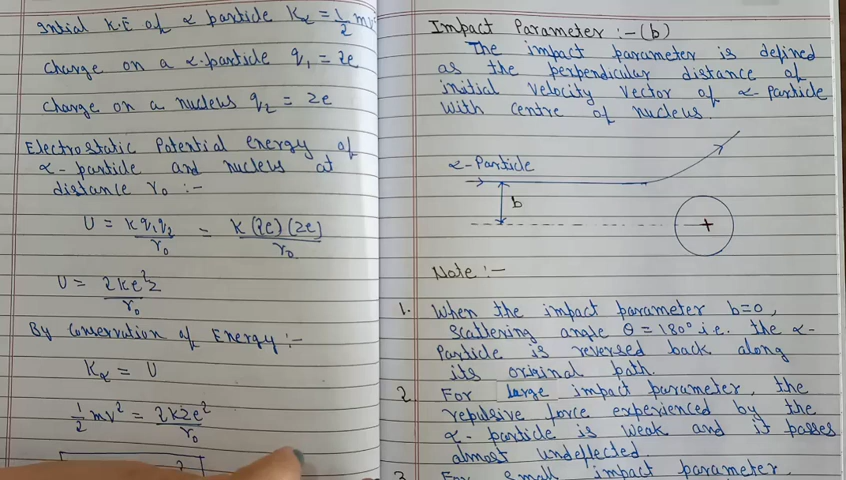 Intial K.E of α particle Kα = 1/2 mv²
Charge on a α-particle q₁ = 2e
Charge on a nucleus q₂ = Ze
Electrostatic Potential energy of
α-particle and nucleus at
distance r₀ :-
U = Kq₁q₂/r₀ = K(2e)(Ze)/r₀
U = 2Ke²Z/r₀
By Conservation of Energy :-
Kα = U
1/2 mv² = 2KZe²/r₀
Impact Parameter :- (b)
The impact parameter is defined
as the perpendicular distance of
initial velocity vector of α-Particle
with centre of nucleus.
α-Particle
b
+
Note :-
1. When the impact parameter b=0,
Scattering angle θ = 180° i.e. the α-
Particle is reversed back along
its original path.
2 For large impact parameter, the
repulsive force experienced by the
α-particle is weak and it passes
almost undeflected.
3. For small impact parameter,